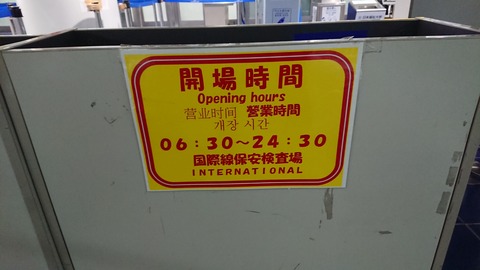 開場時間
Opening hours
营业时间 營業時間
개장 시간
06:30～24:30
国際線保安検査場
INTERNATIONAL